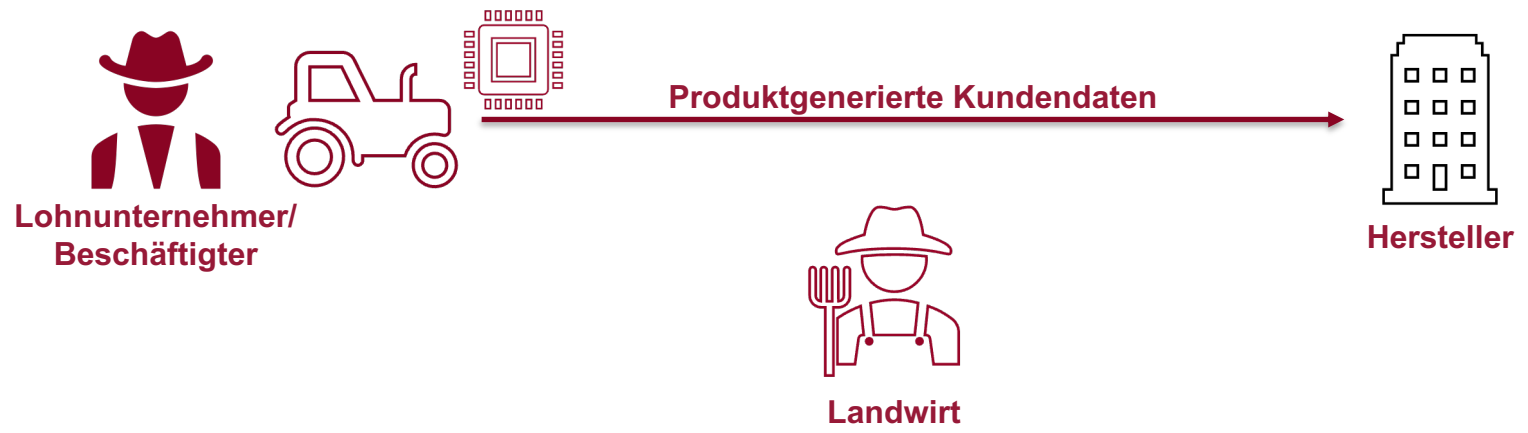 Produktgenerierte Kundendaten
Lohnunternehmer/
Beschäftigter
Hersteller
Landwirt